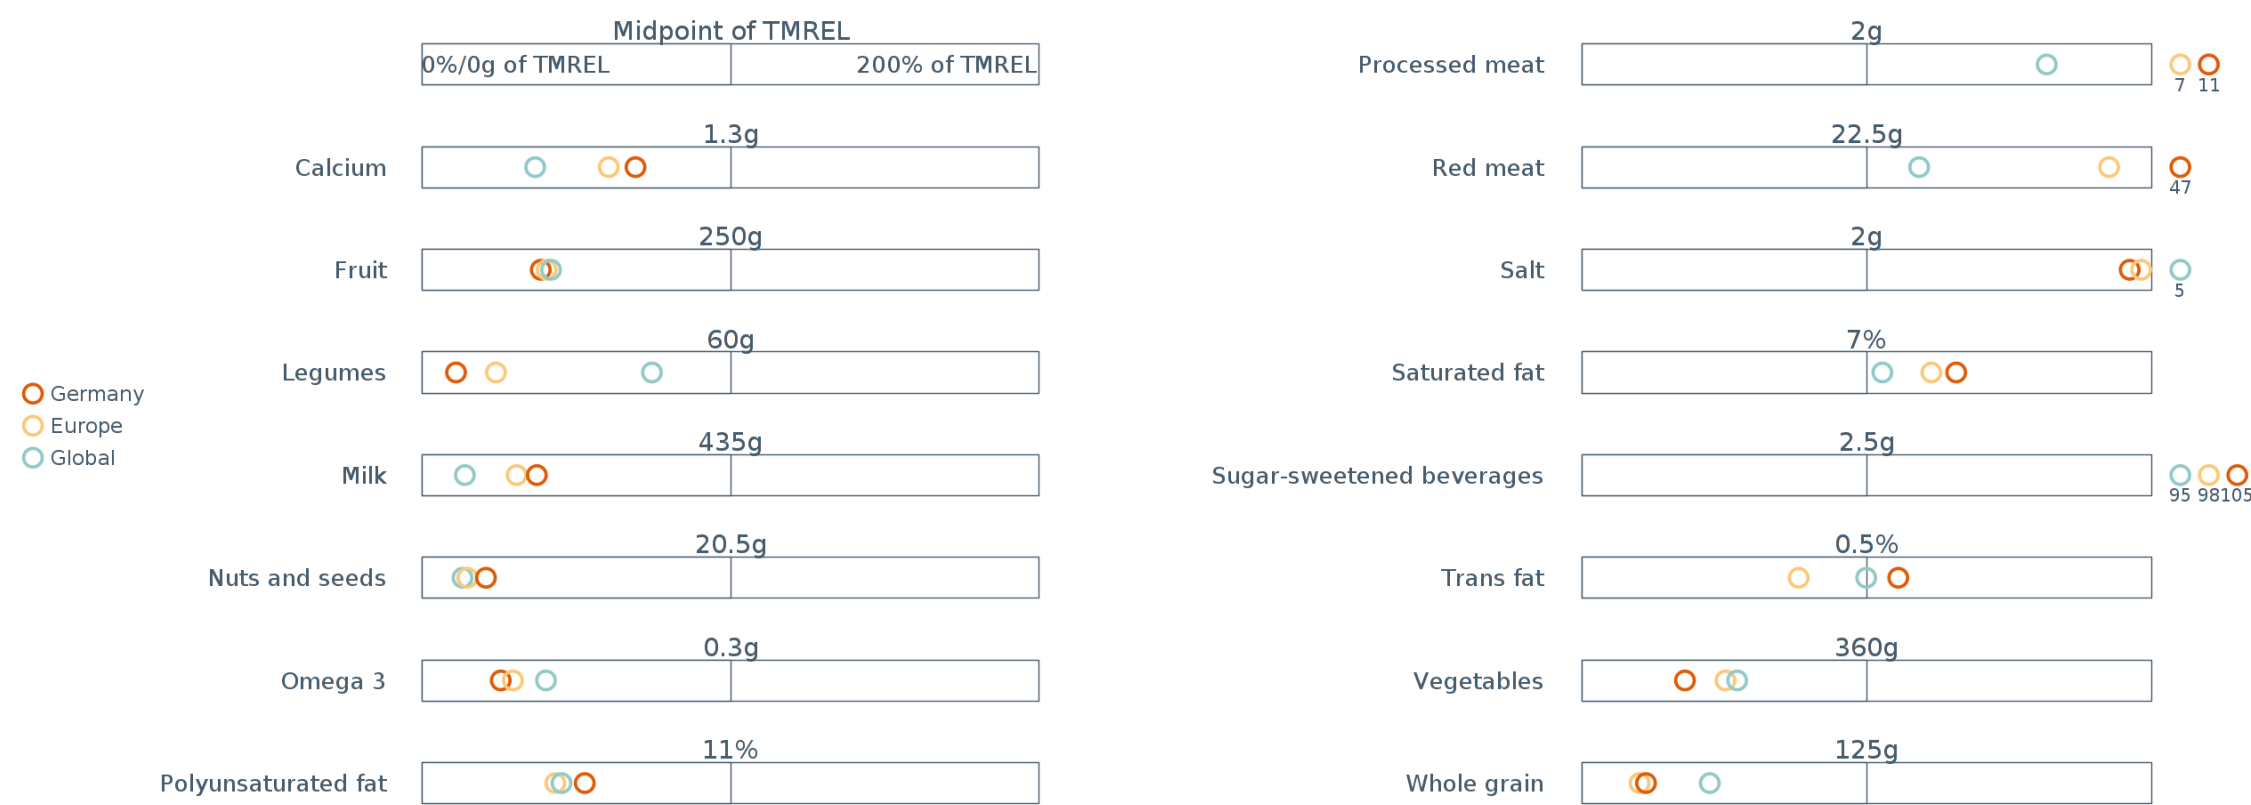 Midpoint of TMREL
0%/0g of TMREL
200% of TMREL
1.3g
Calcium
250g
Fruit
60g
Legumes
435g
Milk
20.5g
Nuts and seeds
0.3g
Omega 3
11%
Polyunsaturated fat
Germany
Europe
Global
2g
Processed meat
7 11
22.5g
Red meat
47
2g
Salt
5
7%
Saturated fat
2.5g
Sugar-sweetened beverages
95 98 105
0.5%
Trans fat
360g
Vegetables
125g
Whole grain